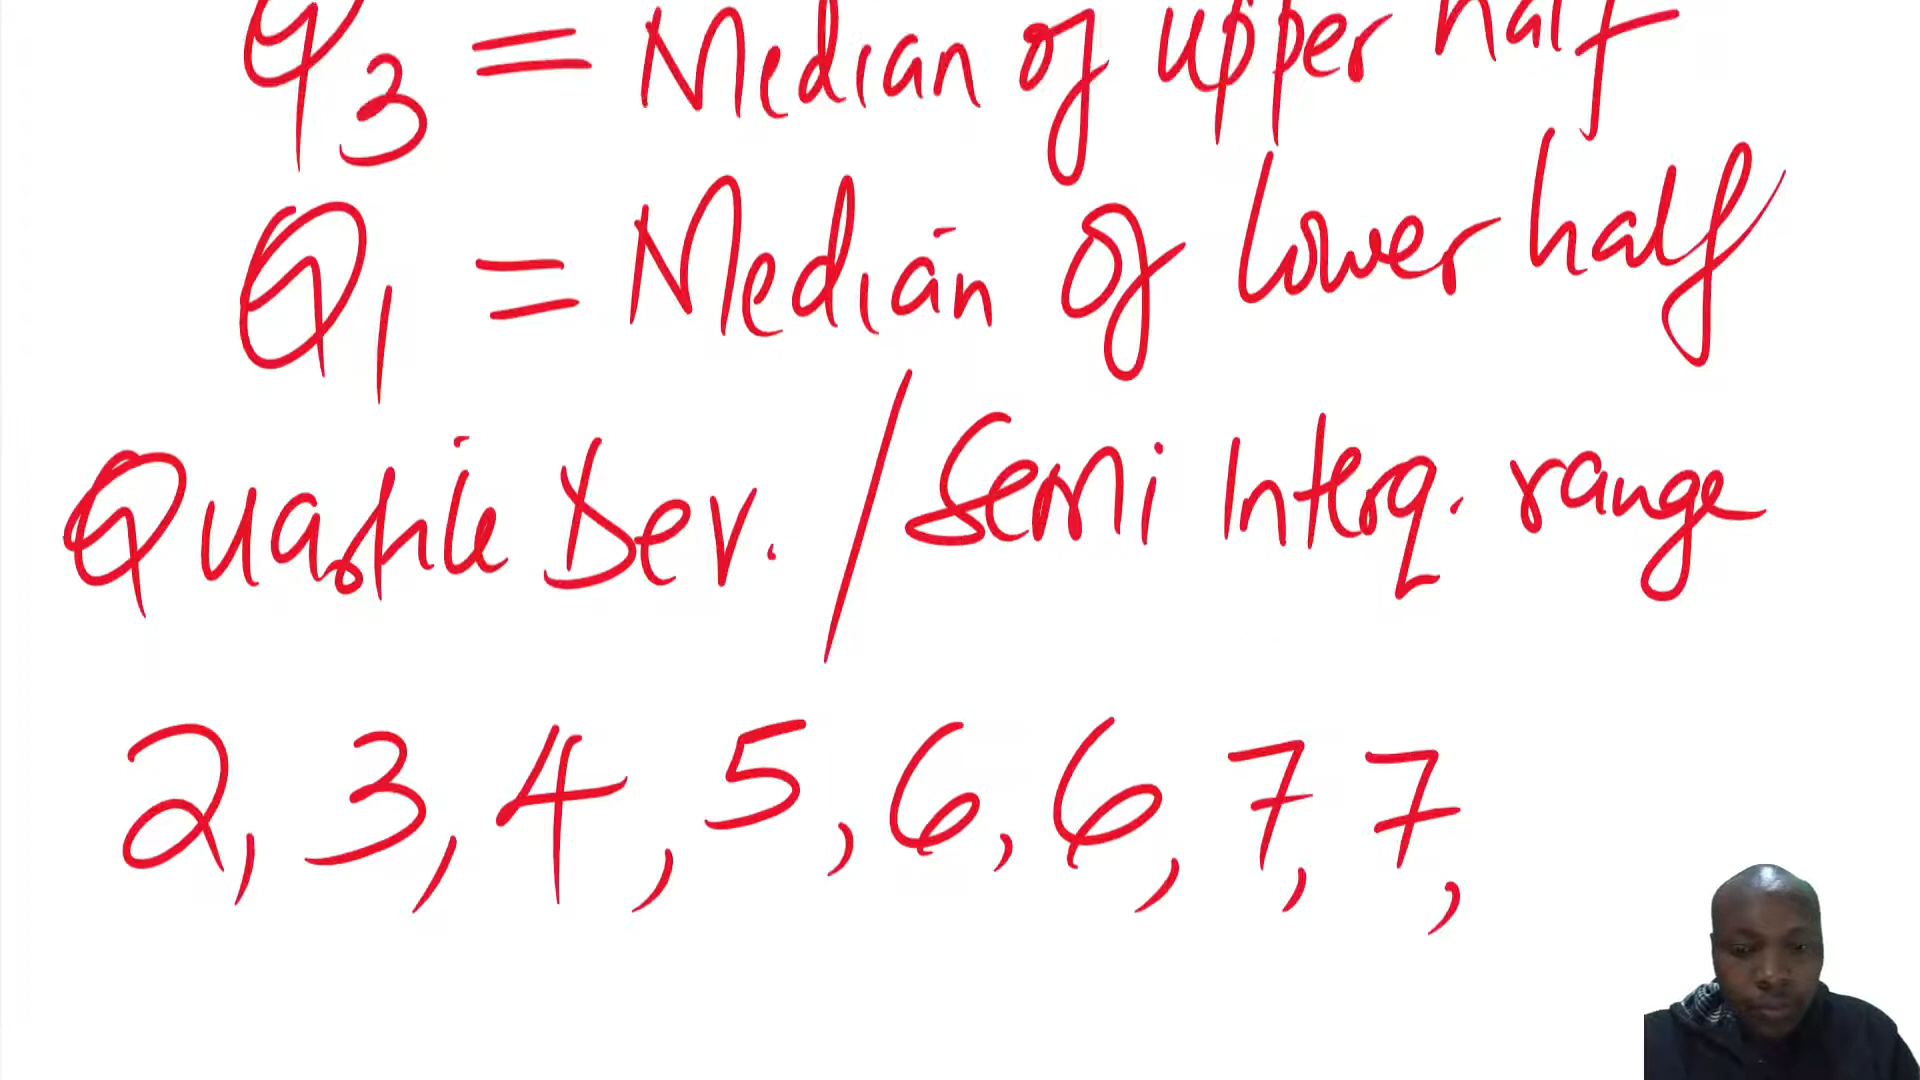 Q3 = Median of upper half
Q1 = Median of lower half
Quartile Dev. / Semi Interq. range
2, 3, 4, 5, 6, 6, 7, 7,